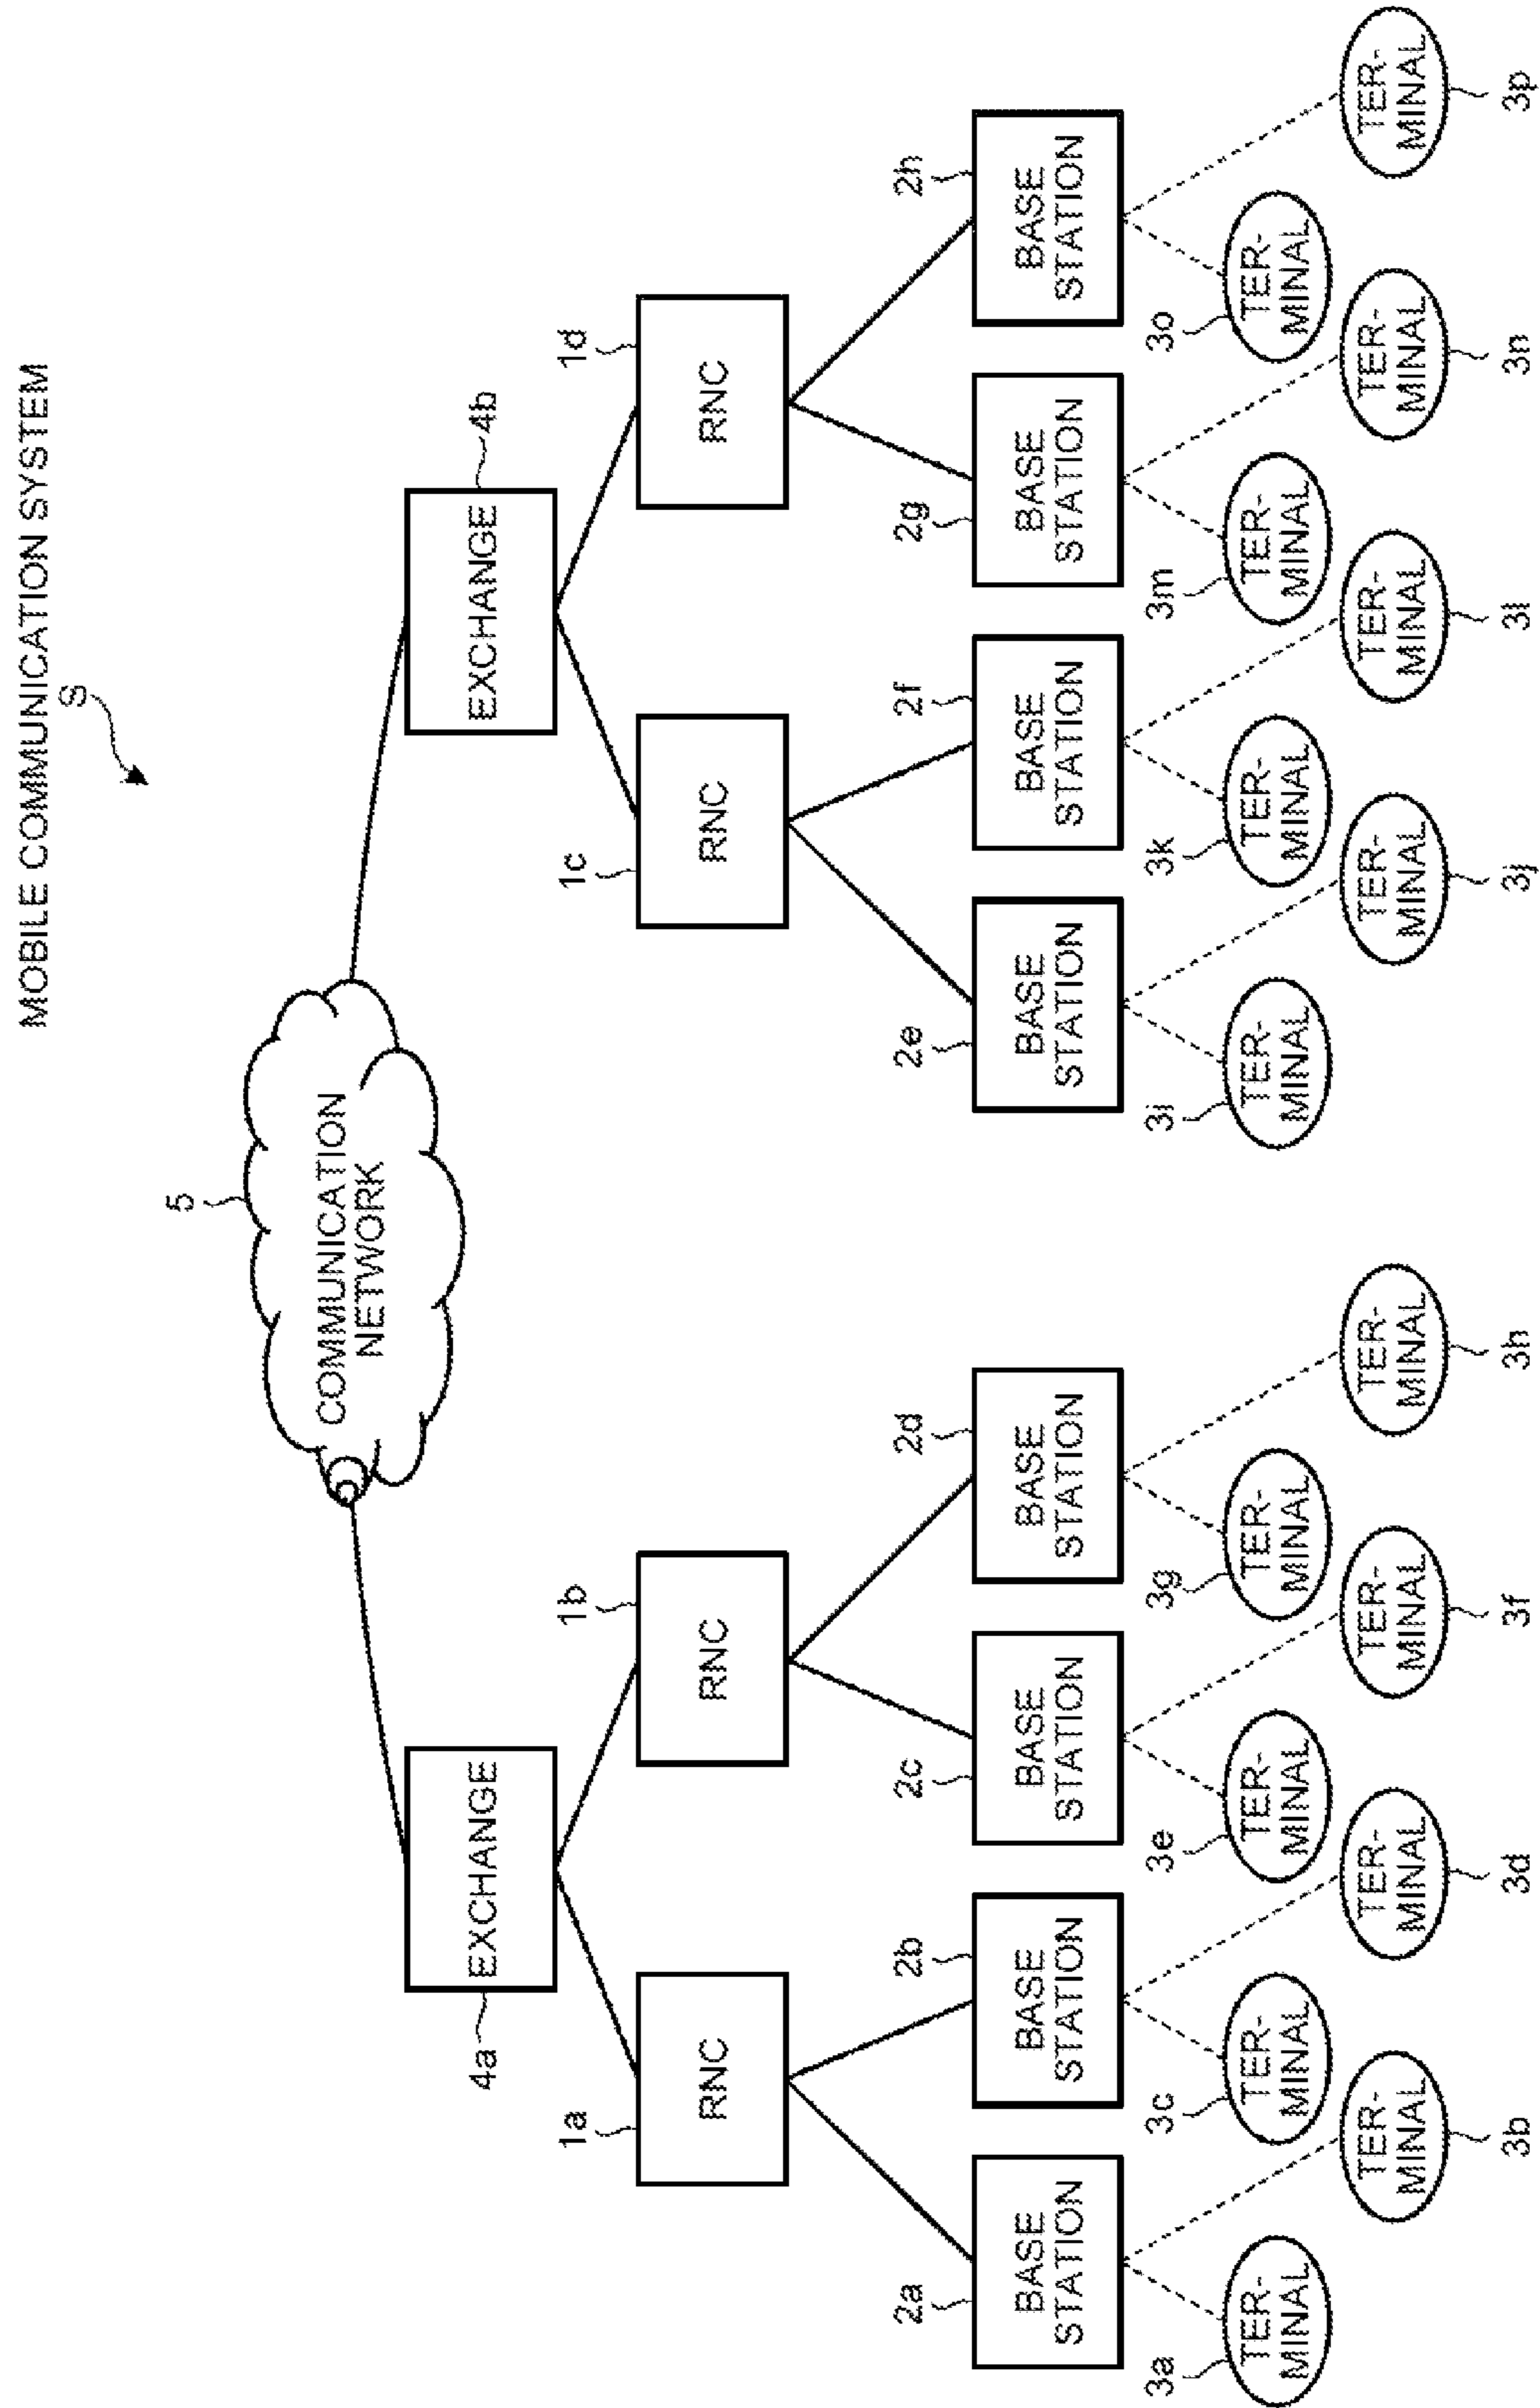 MOBILE COMMUNICATION SYSTEM
S
5
COMMUNICATION
NETWORK
4a
EXCHANGE
EXCHANGE
4b
1a
RNC
1b
RNC
1c
RNC
1d
RNC
2a
BASE
STATION
2b
BASE
STATION
2c
BASE
STATION
2d
BASE
STATION
2e
BASE
STATION
2f
BASE
STATION
2g
BASE
STATION
2h
BASE
STATION
3a
TER-
MINAL
3c
TER-
MINAL
3e
TER-
MINAL
3g
TER-
MINAL
3i
TER-
MINAL
3k
TER-
MINAL
3m
TER-
MINAL
3o
TER-
MINAL
TER-
MINAL
3b
TER-
MINAL
3d
TER-
MINAL
3f
TER-
MINAL
3h
TER-
MINAL
3j
TER-
MINAL
3l
TER-
MINAL
3n
TER-
MINAL
3p